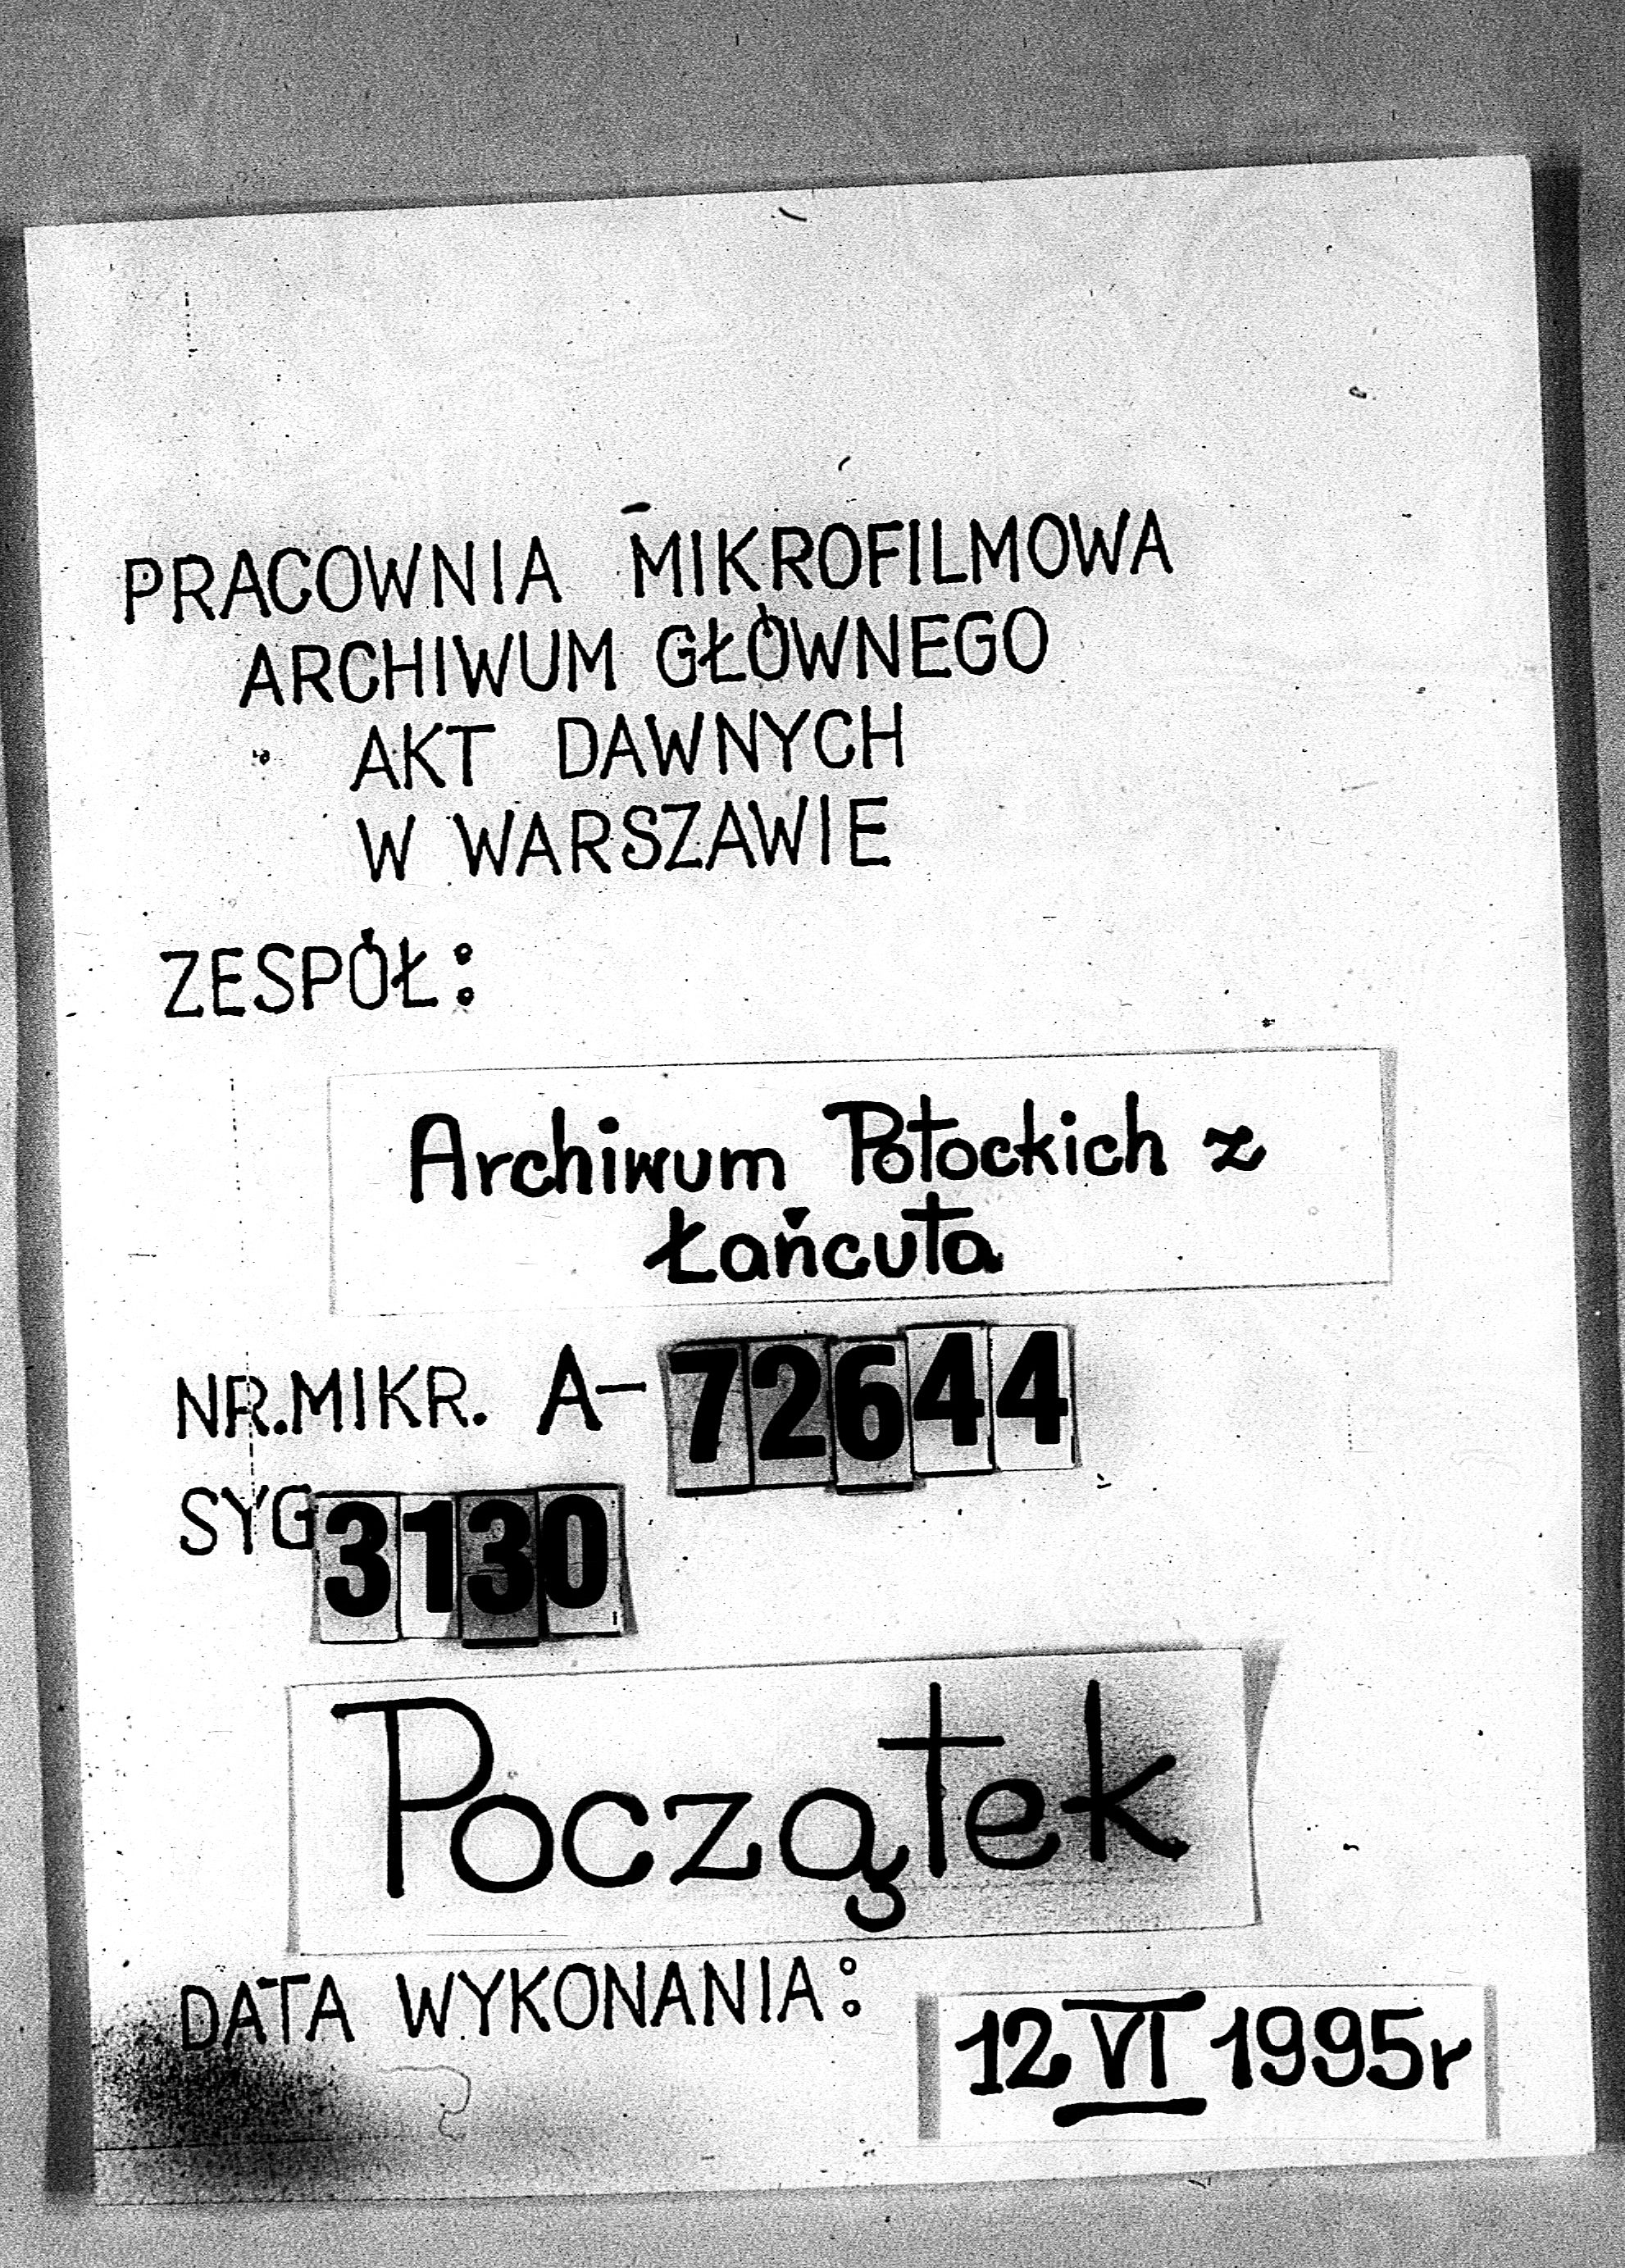 PRACOWNIA MIKROFILMOWA
ARCHIWUM GŁÓWNEGO
AKT DAWNYCH
W WARSZAWIE
ZESPÓŁ:
Archiwum Potockich z
Łańcuta
NR.MIKR. A-72644
SYG 3130
Początek
DATA WYKONANIA: 12 VI 1995r